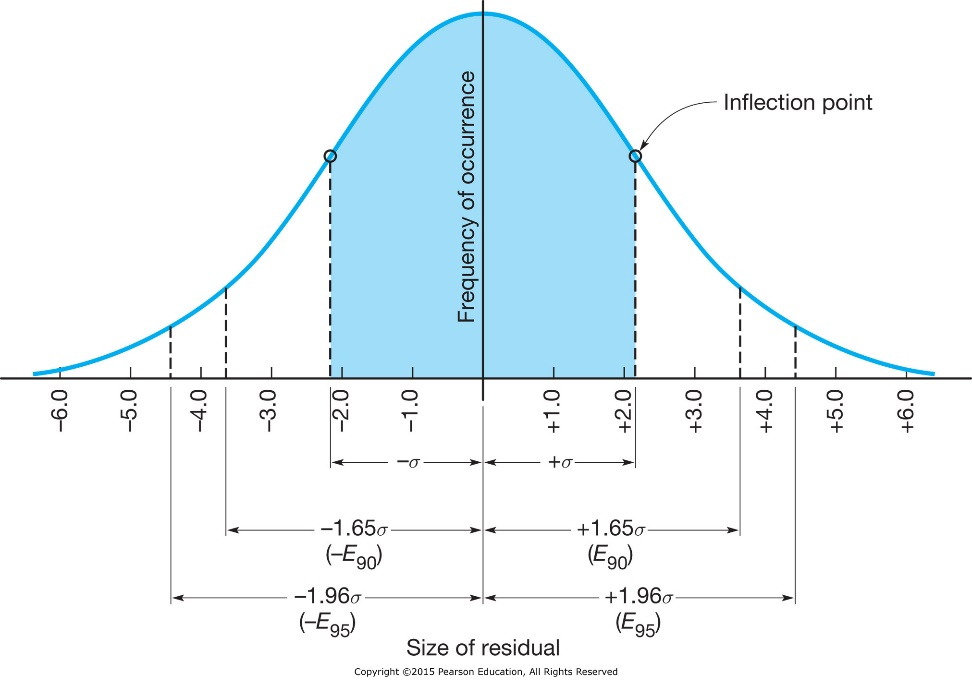 Frequency of occurrence
Inflection point
–6.0 –5.0 –4.0 –3.0 –2.0 –1.0 +1.0 +2.0 +3.0 +4.0 +5.0 +6.0
–σ +σ
–1.65σ +1.65σ
(–E90) (E90)
–1.96σ +1.96σ
(–E95) (E95)
Size of residual
Copyright ©2015 Pearson Education, All Rights Reserved